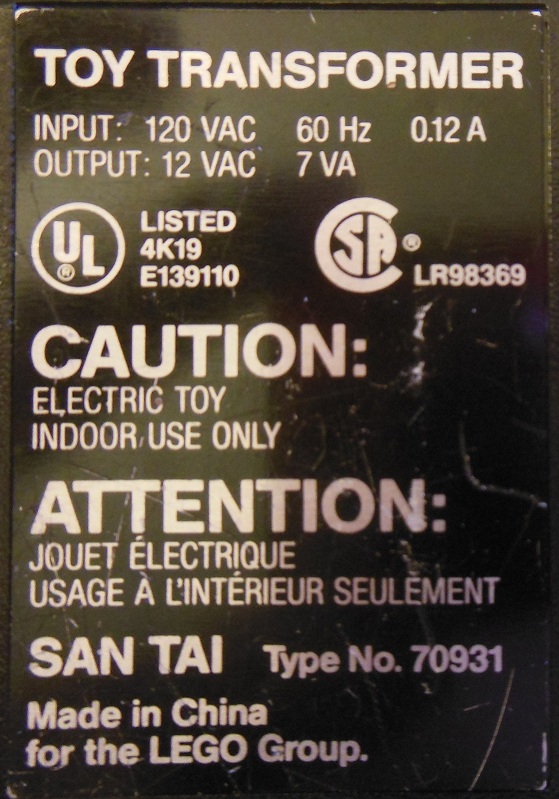 TOY TRANSFORMER
INPUT: 120 VAC 60 Hz 0.12 A
OUTPUT: 12 VAC 7 VA
UL ® LISTED
4K19
E139110
SA ® LR98369
CAUTION:
ELECTRIC TOY
INDOOR USE ONLY
ATTENTION:
JOUET ÉLECTRIQUE
USAGE À L'INTÉRIEUR SEULEMENT
SAN TAI Type No. 70931
Made in China
for the LEGO Group.